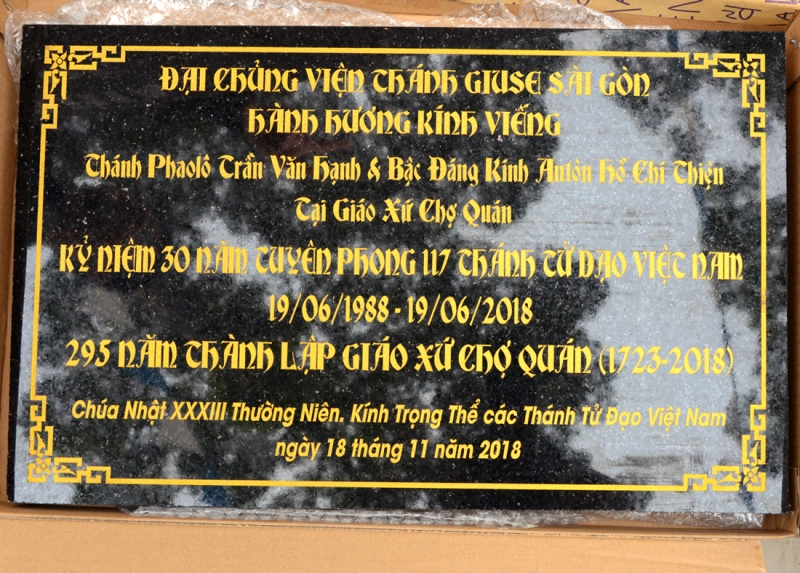 ĐẠI CHỦNG VIỆN THÁNH GIUSE SÀI GÒN
HÀNH HƯƠNG KÍNH VIẾNG
Thánh Phaolô Trần Văn Hạnh & Bậc Đáng Kính Antôn Hồ Chí Thiện
Tại Giáo Xứ Chợ Quán
KỶ NIỆM 30 NĂM TUYÊN PHONG 117 THÁNH TỬ ĐẠO VIỆT NAM
19/06/1988 - 19/06/2018
295 NĂM THÀNH LẬP GIÁO XỨ CHỢ QUÁN (1723-2018)
Chúa Nhật XXXIII Thường Niên. Kính Trọng Thể các Thánh Tử Đạo Việt Nam
ngày 18 tháng 11 năm 2018